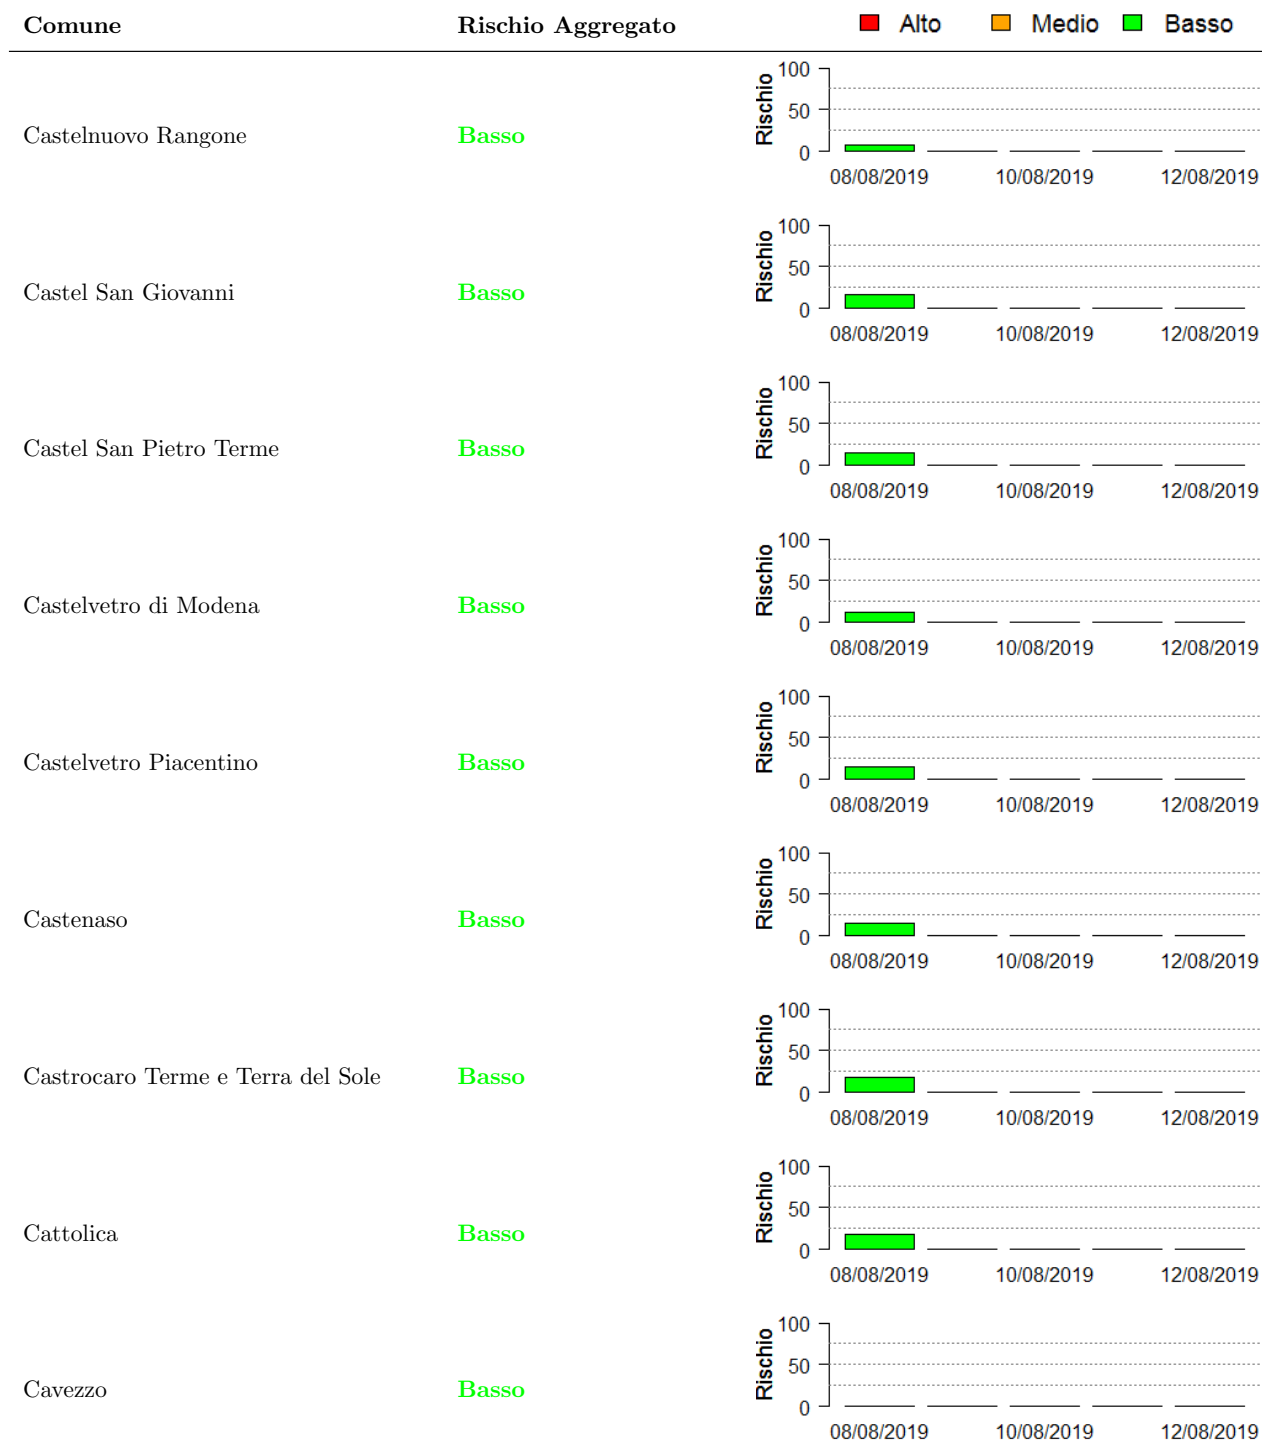 Comune Rischio Aggregato Alto Medio Basso
Castelnuovo Rangone Basso
Rischio
100
50
0
08/08/2019 10/08/2019 12/08/2019
Castel San Giovanni Basso
Rischio
100
50
0
08/08/2019 10/08/2019 12/08/2019
Castel San Pietro Terme Basso
Rischio
100
50
0
08/08/2019 10/08/2019 12/08/2019
Castelvetro di Modena Basso
Rischio
100
50
0
08/08/2019 10/08/2019 12/08/2019
Castelvetro Piacentino Basso
Rischio
100
50
0
08/08/2019 10/08/2019 12/08/2019
Castenaso Basso
Rischio
100
50
0
08/08/2019 10/08/2019 12/08/2019
Castrocaro Terme e Terra del Sole Basso
Rischio
100
50
0
08/08/2019 10/08/2019 12/08/2019
Cattolica Basso
Rischio
100
50
0
08/08/2019 10/08/2019 12/08/2019
Cavezzo Basso
Rischio
100
50
0
08/08/2019 10/08/2019 12/08/2019